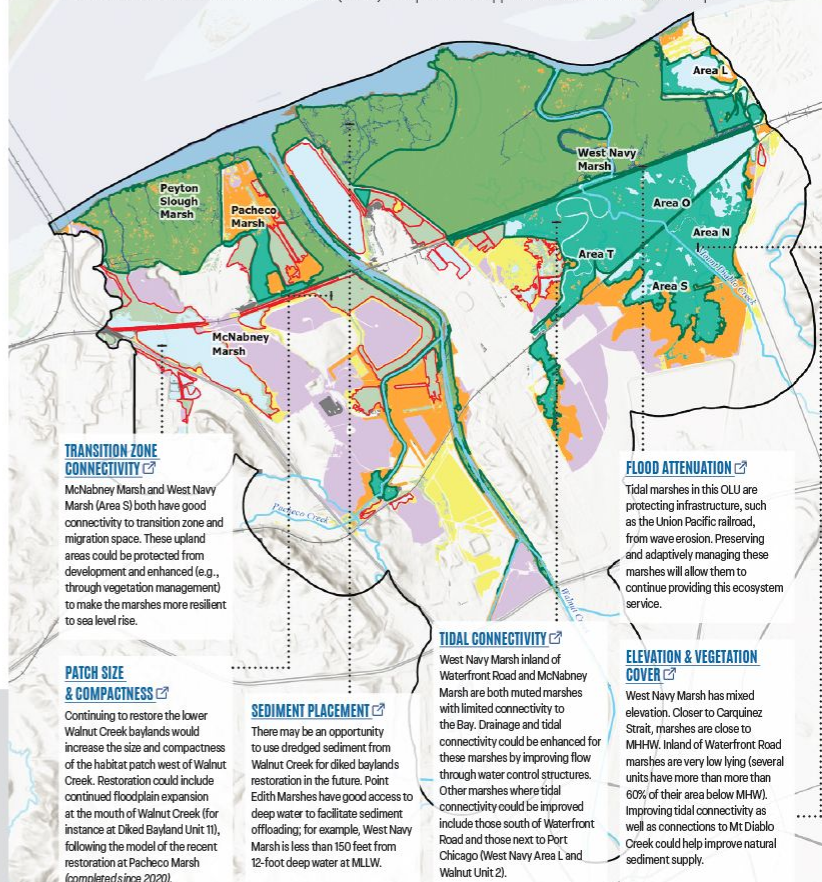 Area L
West Navy
Marsh
Peyton
Slough
Marsh
Pacheco
Marsh
Area O
Area N
Area T
Area S
Mount Diablo Creek
McNabney
Marsh
Pacheco Creek
TRANSITION ZONE
CONNECTIVITY
McNabney Marsh and West Navy
Marsh (Area S) both have good
connectivity to transition zone and
migration space. These upland
areas could be protected from
development and enhanced (e.g.,
through vegetation management)
to make the marshes more resilient
to sea level rise.
FLOOD ATTENUATION
Tidal marshes in this OLU are
protecting infrastructure, such
as the Union Pacific railroad,
from wave erosion. Preserving
and adaptively managing these
marshes will allow them to
continue providing this ecosystem
service.
PATCH SIZE
& COMPACTNESS
Continuing to restore the lower
Walnut Creek baylands would
increase the size and compactness
of the habitat patch west of Walnut
Creek. Restoration could include
continued floodplain expansion
at the mouth of Walnut Creek (for
instance at Diked Bayland Unit 11),
following the model of the recent
restoration at Pacheco Marsh
(completed since 2020).
SEDIMENT PLACEMENT
There may be an opportunity
to use dredged sediment from
Walnut Creek for diked baylands
restoration in the future. Point
Edith Marshes have good access to
deep water to facilitate sediment
offloading; for example, West Navy
Marsh is less than 150 feet from
12-foot deep water at MLLW.
Walnut
TIDAL CONNECTIVITY
West Navy Marsh inland of
Waterfront Road and McNabney
Marsh are both muted marshes
with limited connectivity to
the Bay. Drainage and tidal
connectivity could be enhanced for
these marshes by improving flow
through water control structures.
Other marshes where tidal
connectivity could be improved
include those south of Waterfront
Road and those next to Port
Chicago (West Navy Area L and
Walnut Unit 2).
ELEVATION & VEGETATION
COVER
West Navy Marsh has mixed
elevation. Closer to Carquinez
Strait, marshes are close to
MHHW. Inland of Waterfront Road
marshes are very low lying (several
units have more than more than
60% of their area below MHW).
Improving tidal connectivity as
well as connections to Mt Diablo
Creek could help improve natural
sediment supply.